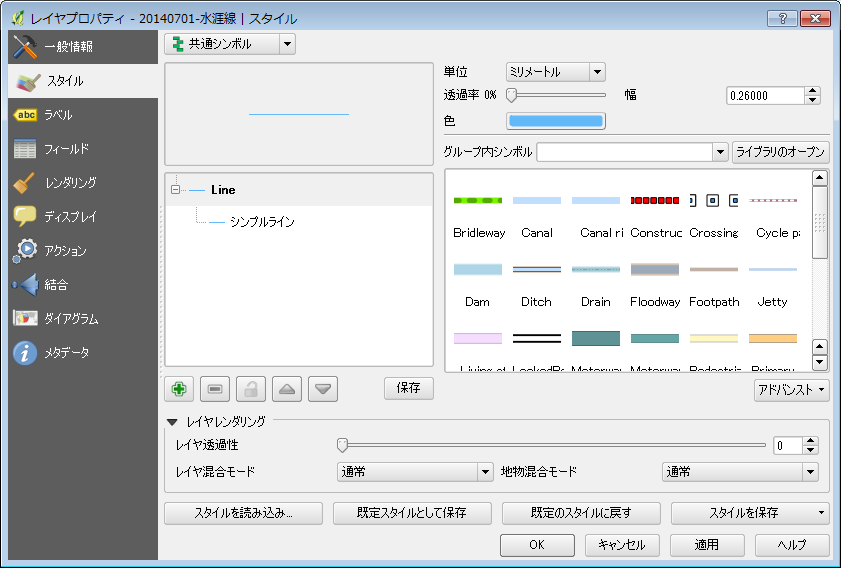 レイヤプロパティ - 20140701-水涯線 | スタイル
一般情報
スタイル
abc ラベル
フィールド
レンダリング
ディスプレイ
アクション
結合
ダイアグラム
メタデータ
共通シンボル
単位 ミリメートル
透過率 0% 幅 0.26000
色
グループ内シンボル ライブラリのオープン
Line
シンプルライン
Bridleway Canal Canal ri Construc Crossing Cycle pa
Dam Ditch Drain Floodway Footpath Jetty
保存
アドバンスト
レイヤレンダリング
レイヤ透過性 0
レイヤ混合モード 通常 地物混合モード 通常
スタイルを読み込み... 既定スタイルとして保存 既定のスタイルに戻す スタイルを保存
OK キャンセル 適用 ヘルプ